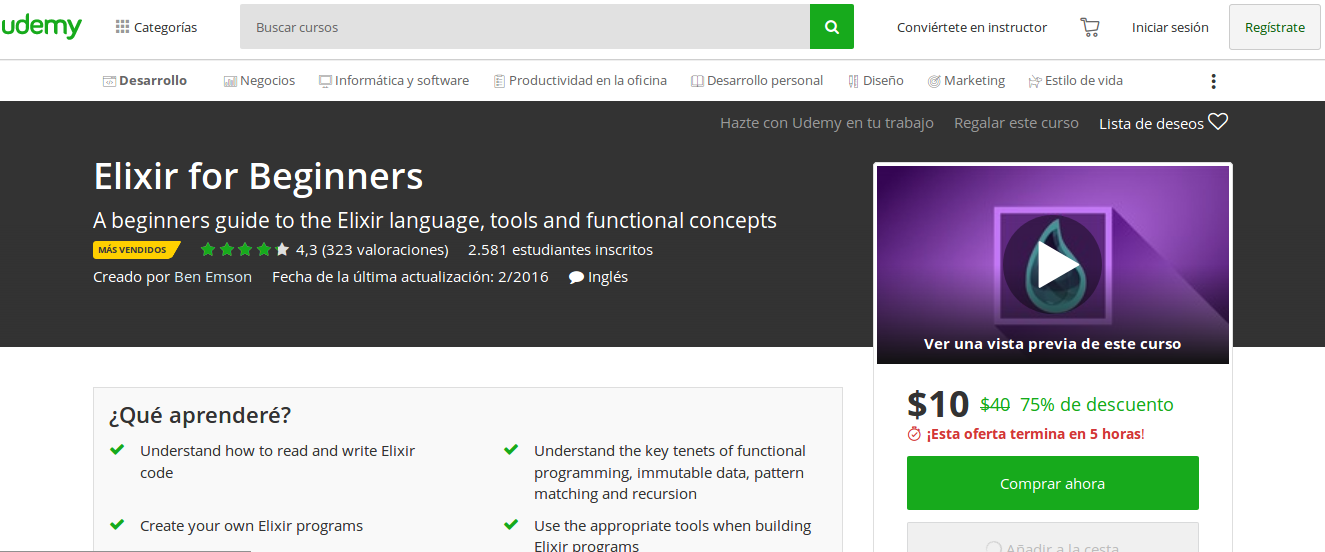 udemy
Categorías
Buscar cursos
Conviértete en instructor
Iniciar sesión
Regístrate
Desarrollo
Negocios
Informática y software
Productividad en la oficina
Desarrollo personal
Diseño
Marketing
Estilo de vida
Hazte con Udemy en tu trabajo
Regalar este curso
Lista de deseos
Elixir for Beginners
A beginners guide to the Elixir language, tools and functional concepts
MÁS VENDIDOS
4,3 (323 valoraciones)
2.581 estudiantes inscritos
Creado por Ben Emson
Fecha de la última actualización: 2/2016
Inglés
Ver una vista previa de este curso
$10 $40 75% de descuento
¡Esta oferta termina en 5 horas!
Comprar ahora
Añadir a la cesta
¿Qué aprenderé?
Understand how to read and write Elixir
code
Create your own Elixir programs
Understand the key tenets of functional
programming, immutable data, pattern
matching and recursion
Use the appropriate tools when building
Elixir programs